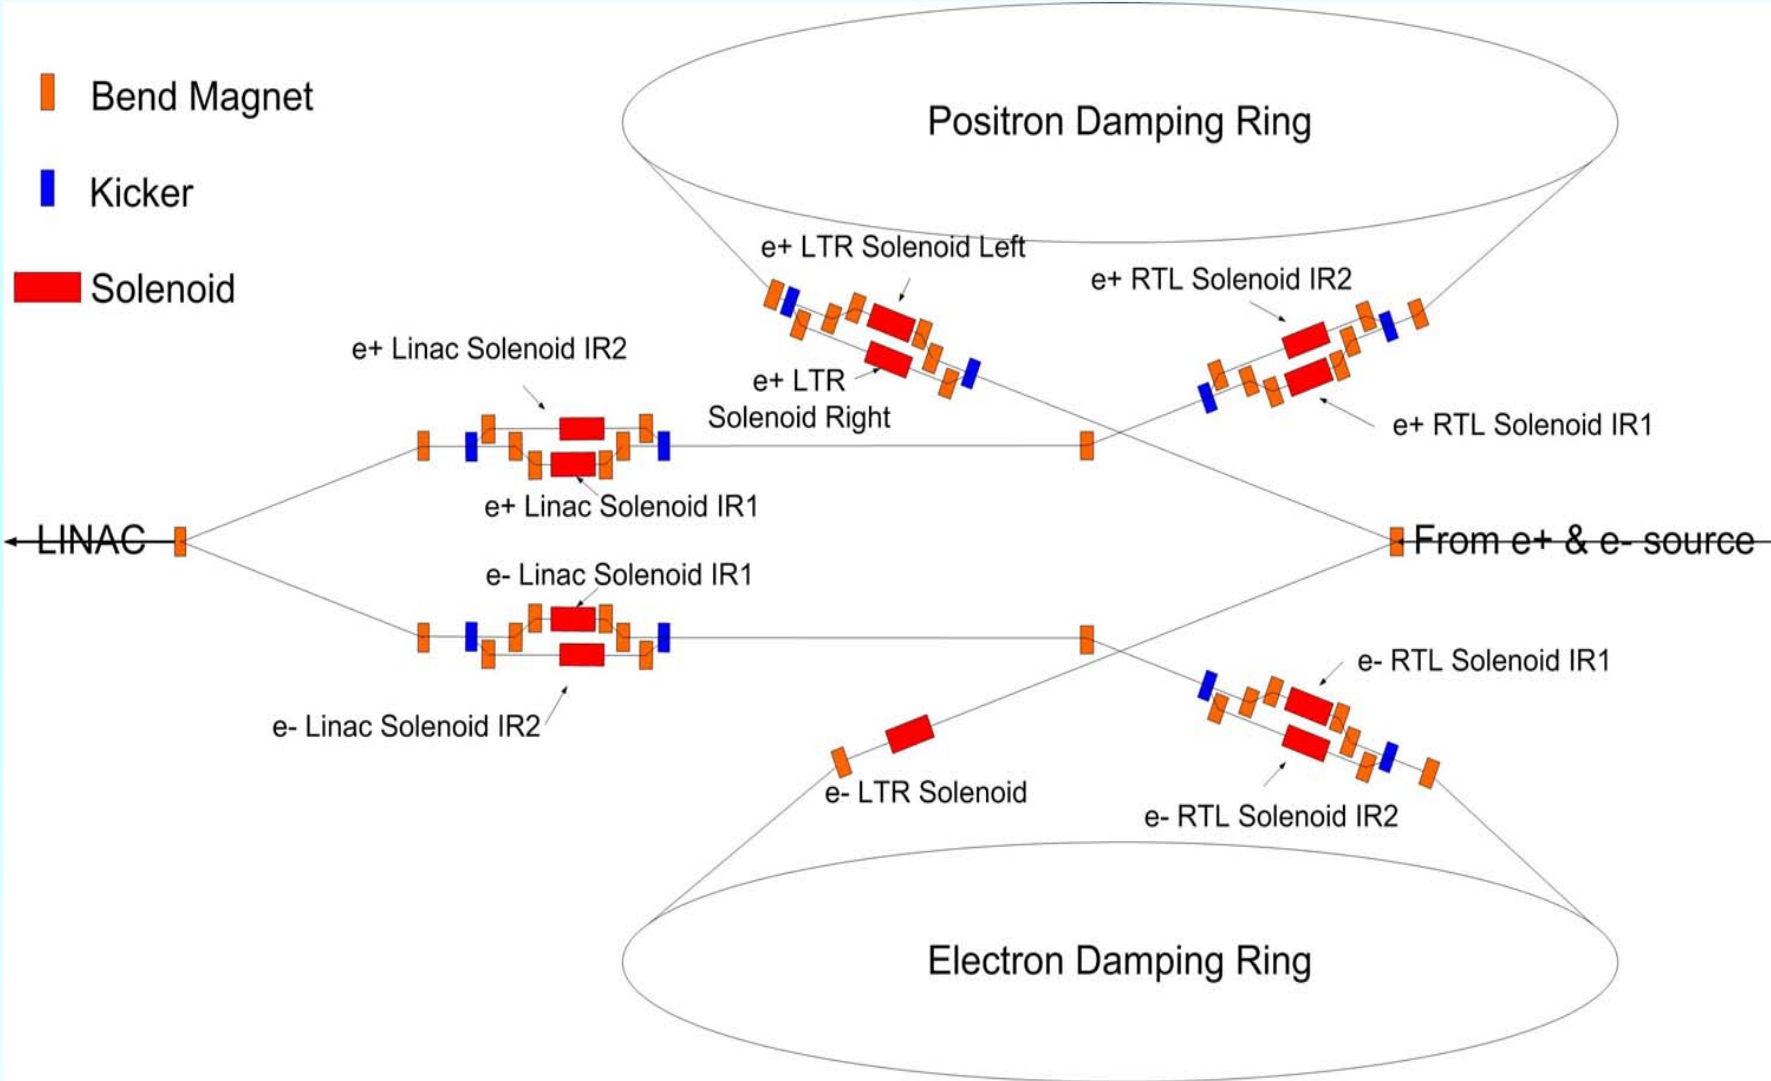 Positron Damping Ring
Bend Magnet
Kicker
Solenoid
e+ LTR Solenoid Left
e+ RTL Solenoid IR2
e+ Linac Solenoid IR2
e+ LTR
Solenoid Right
e+ RTL Solenoid IR1
e+ Linac Solenoid IR1
LINAC
From e+ & e- source
e- Linac Solenoid IR1
e- RTL Solenoid IR1
e- Linac Solenoid IR2
e- LTR Solenoid
e- RTL Solenoid IR2
Electron Damping Ring